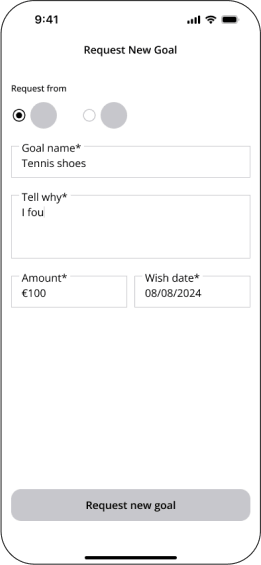 9:41
Request New Goal
Request from
Goal name*
Tennis shoes
Tell why*
I fou
Amount*
€100
Wish date*
08/08/2024
Request new goal